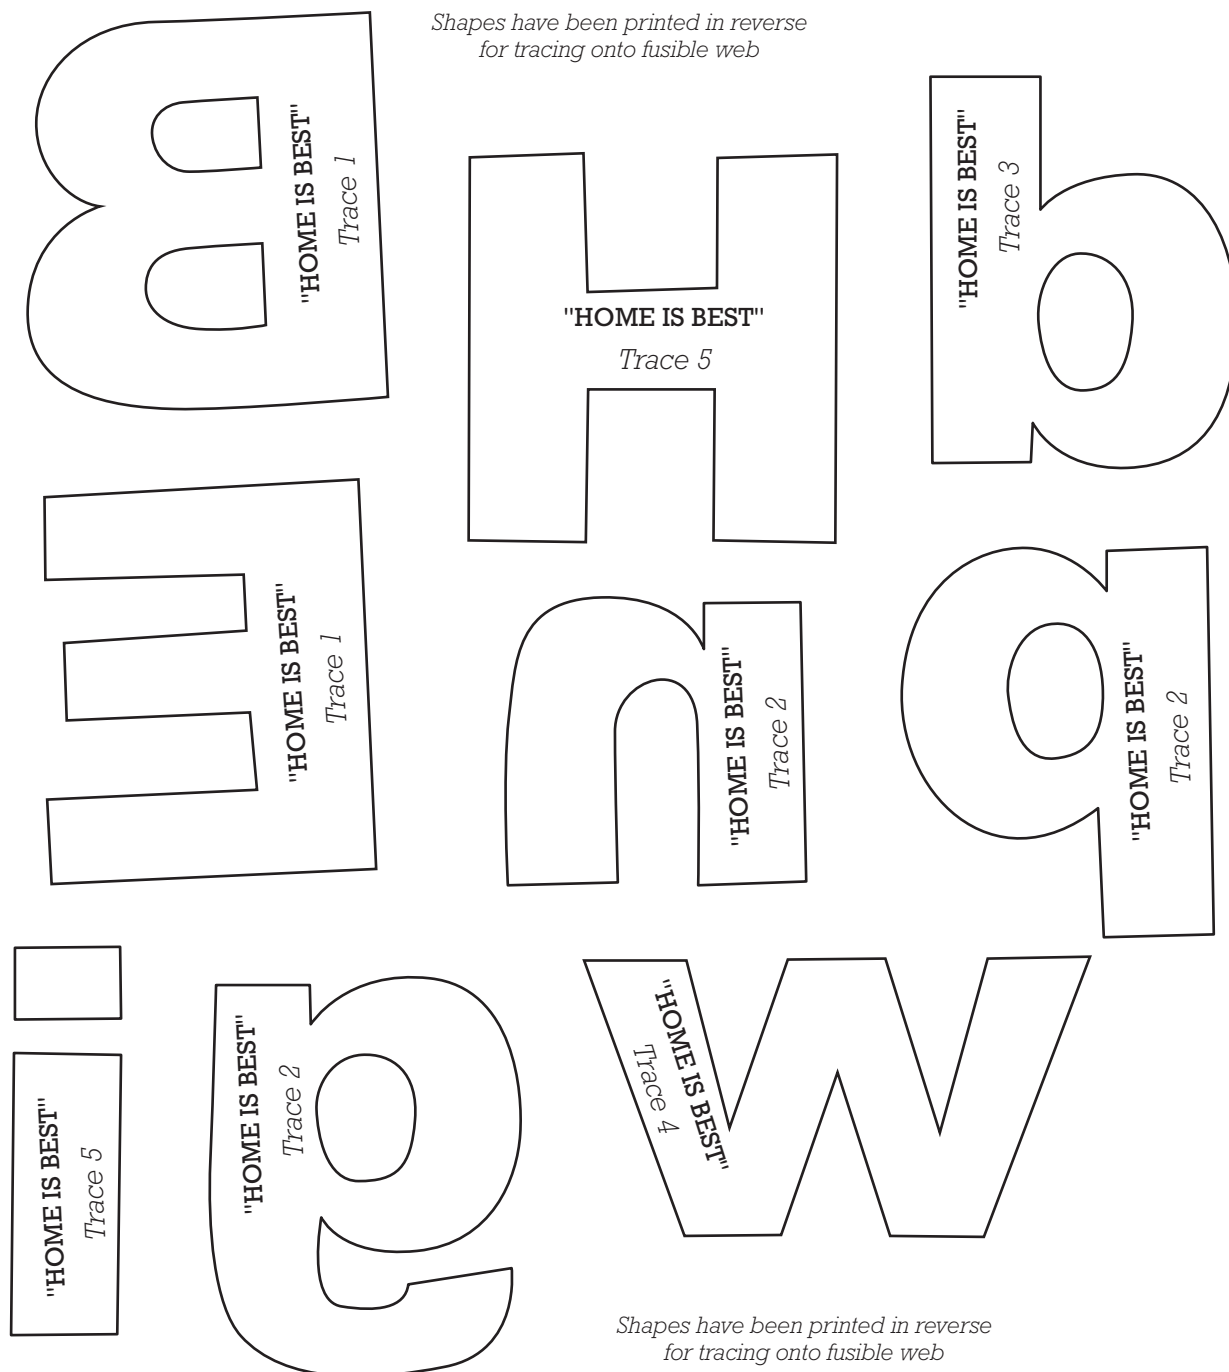 Shapes have been printed in reverse
for tracing onto fusible web
"HOME IS BEST"
Trace 1
"HOME IS BEST"
Trace 5
"HOME IS BEST"
Trace 3
"HOME IS BEST"
Trace 1
"HOME IS BEST"
Trace 2
"HOME IS BEST"
Trace 2
"HOME IS BEST"
Trace 5
"HOME IS BEST"
Trace 2
"HOME IS BEST"
Trace 4
Shapes have been printed in reverse
for tracing onto fusible web